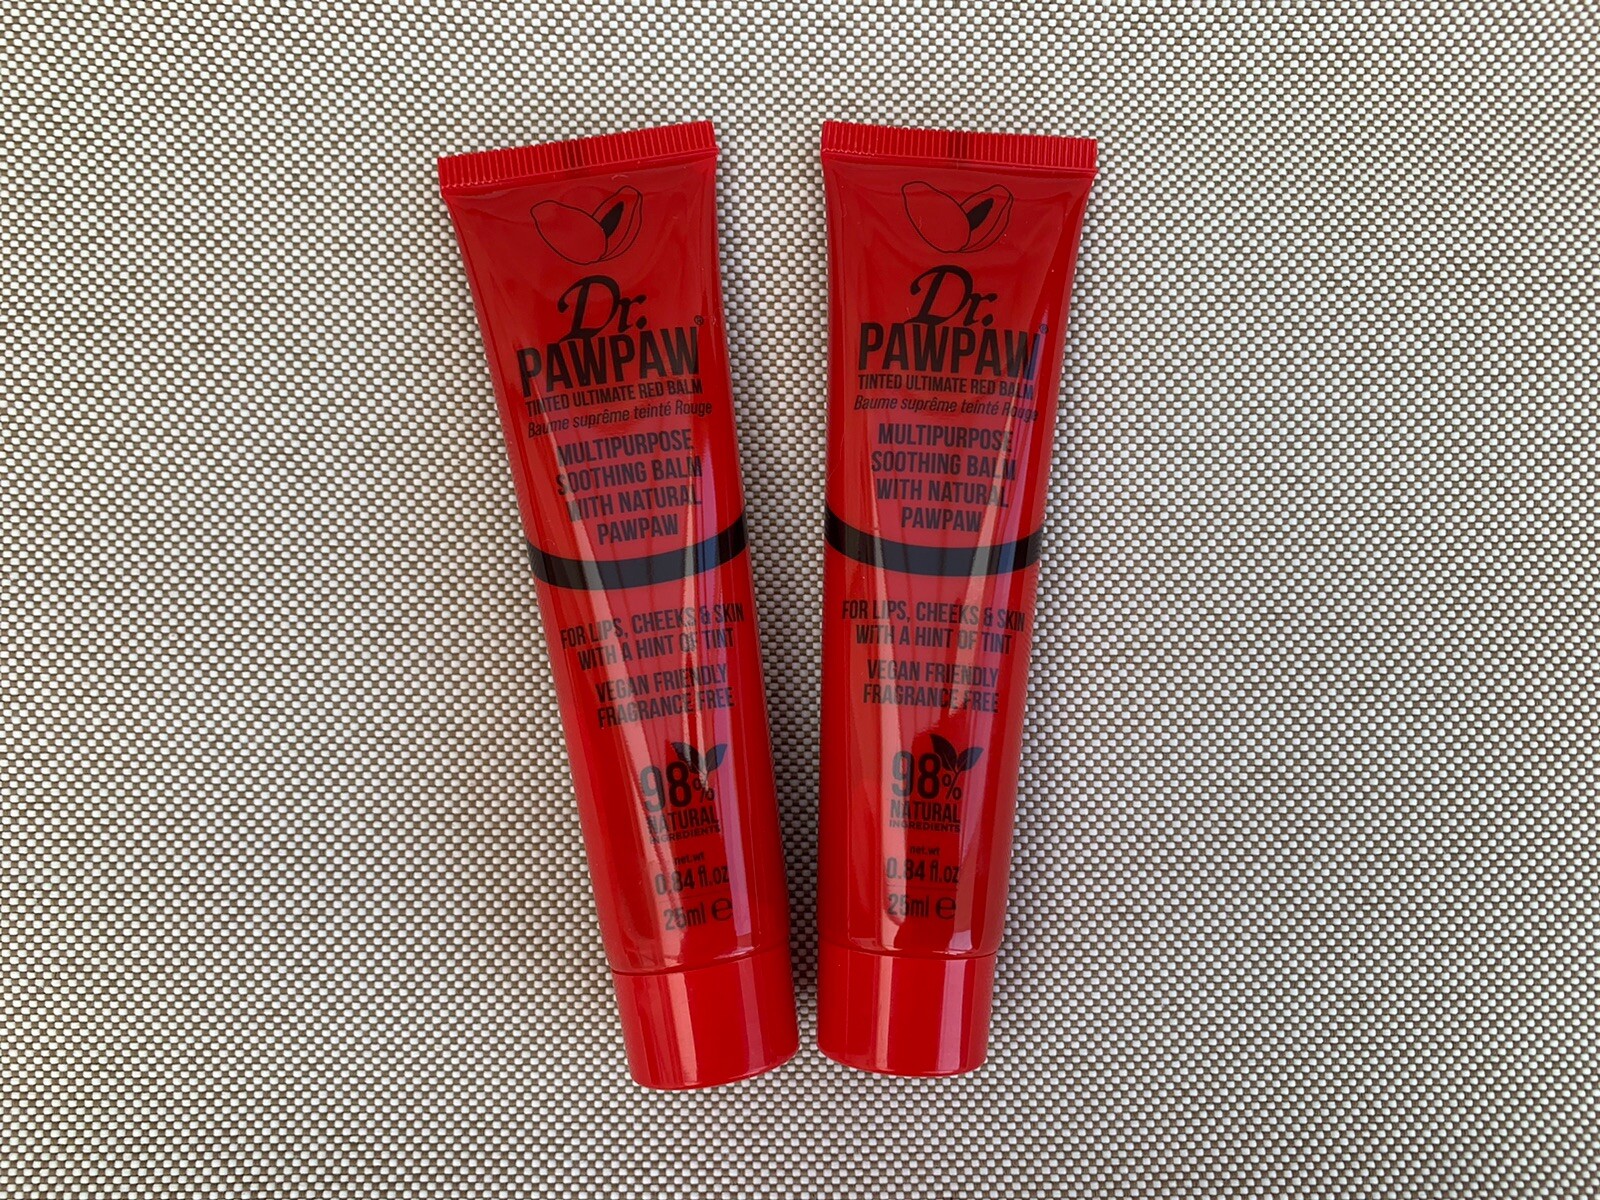 Dr.
PAWPAW®
TINTED ULTIMATE RED BALM
Baume suprême teinté Rouge
MULTIPURPOSE
SOOTHING BALM
WITH NATURAL
PAWPAW
FOR LIPS, CHEEKS & SKIN
WITH A HINT OF TINT
VEGAN FRIENDLY
FRAGRANCE FREE
98%
NATURAL
INGREDIENTS
net.wt
0.84 fl.oz
25ml ℮
Dr.
PAWPAW®
TINTED ULTIMATE RED BALM
Baume suprême teinté Rouge
MULTIPURPOSE
SOOTHING BALM
WITH NATURAL
PAWPAW
FOR LIPS, CHEEKS & SKIN
WITH A HINT OF TINT
VEGAN FRIENDLY
FRAGRANCE FREE
98%
NATURAL
INGREDIENTS
net.wt
0.84 fl.oz
25ml ℮